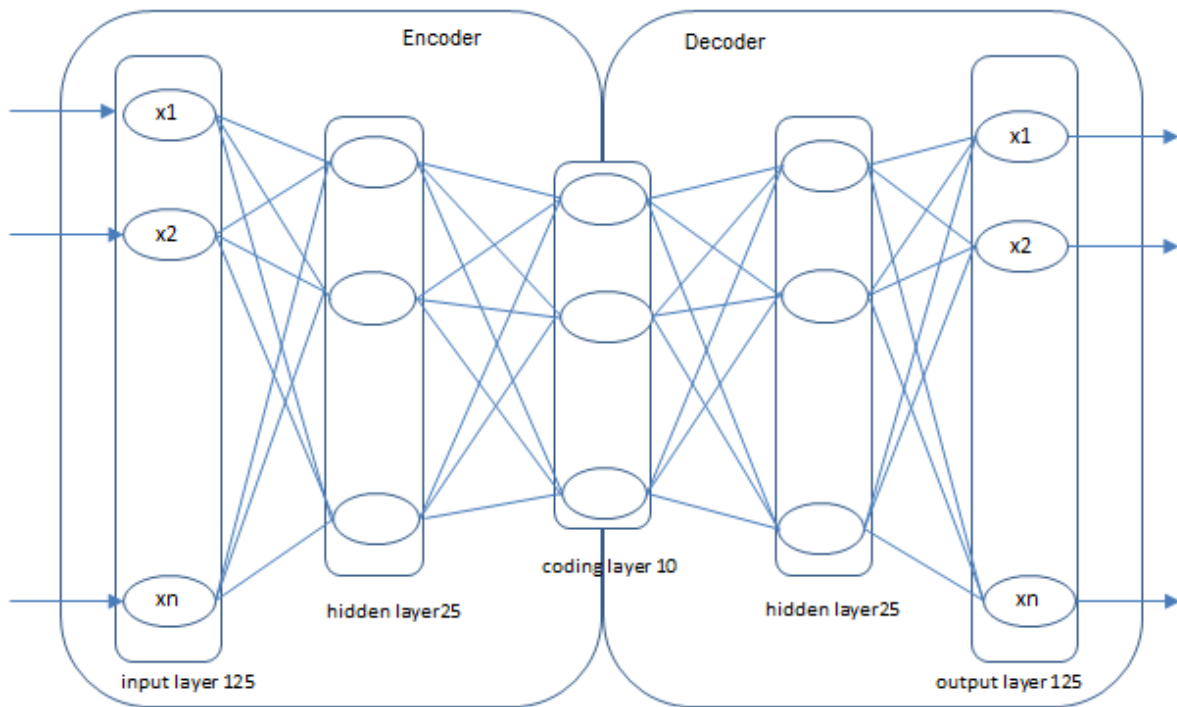 Encoder
Decoder
x1
x1
x2
x2
coding layer 10
xn
xn
hidden layer25
hidden layer25
input layer 125
output layer 125